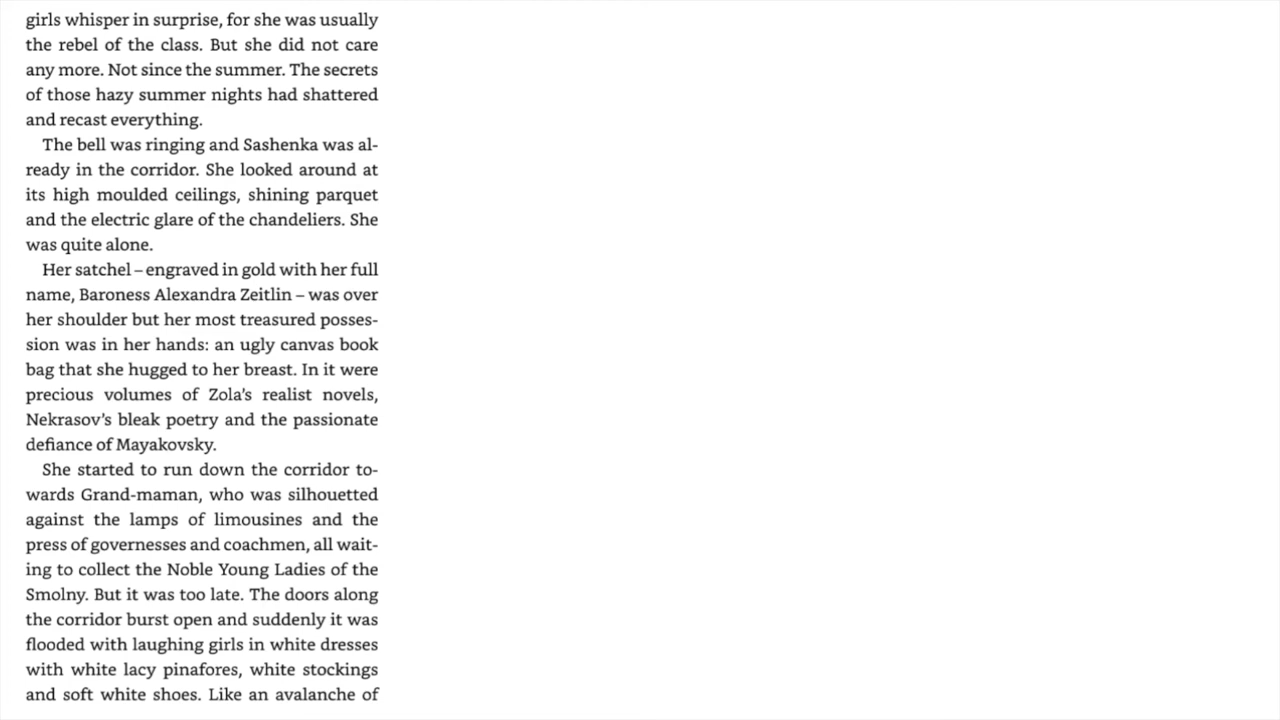 girls whisper in surprise, for she was usually
the rebel of the class. But she did not care
any more. Not since the summer. The secrets
of those hazy summer nights had shattered
and recast everything.
The bell was ringing and Sashenka was al-
ready in the corridor. She looked around at
its high moulded ceilings, shining parquet
and the electric glare of the chandeliers. She
was quite alone.
Her satchel – engraved in gold with her full
name, Baroness Alexandra Zeitlin – was over
her shoulder but her most treasured posses-
sion was in her hands: an ugly canvas book
bag that she hugged to her breast. In it were
precious volumes of Zola's realist novels,
Nekrasov's bleak poetry and the passionate
defiance of Mayakovsky.
She started to run down the corridor to-
wards Grand-maman, who was silhouetted
against the lamps of limousines and the
press of governesses and coachmen, all wait-
ing to collect the Noble Young Ladies of the
Smolny. But it was too late. The doors along
the corridor burst open and suddenly it was
flooded with laughing girls in white dresses
with white lacy pinafores, white stockings
and soft white shoes. Like an avalanche of